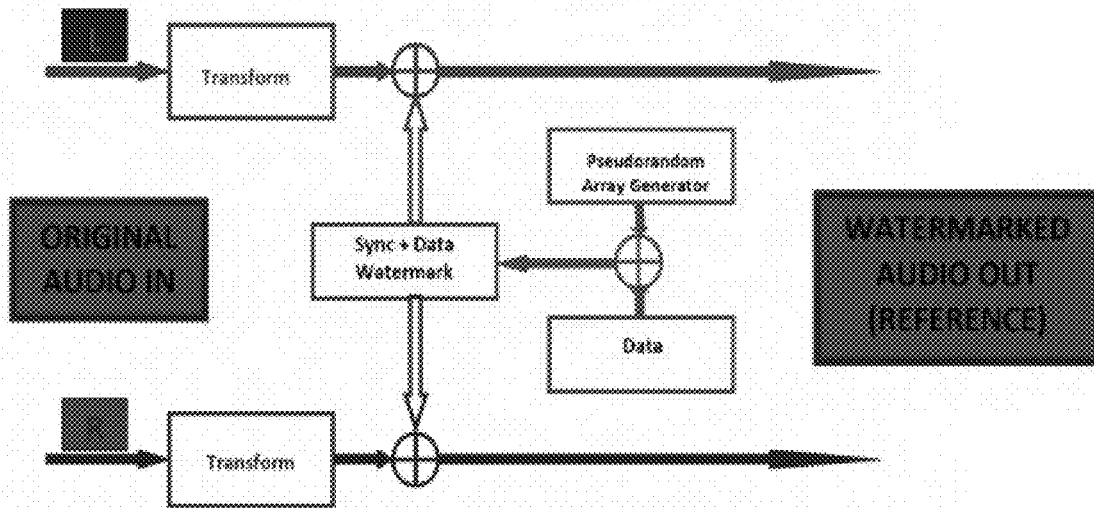 L
Transform
Pseudorandom
Array Generator
ORIGINAL
AUDIO IN
Sync + Data
Watermark
WATERMARKED
AUDIO OUT
(REFERENCE)
Data
Transform